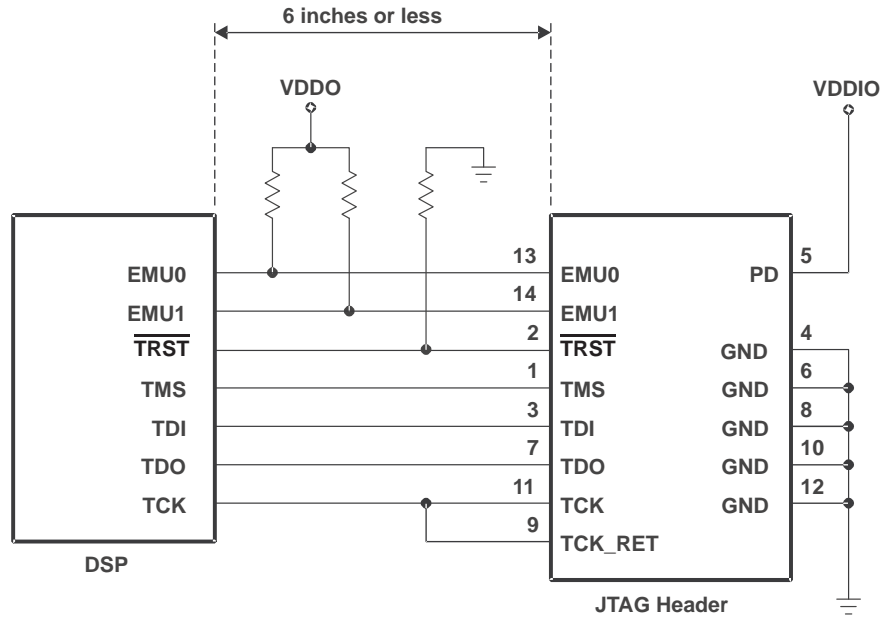 6 inches or less
VDDO
VDDIO
13
5
EMU0
EMU0
PD
14
EMU1
EMU1
2
4
TRST
TRST
GND
1
6
TMS
TMS
GND
3
8
TDI
TDI
GND
7
10
TDO
TDO
GND
11
12
TCK
TCK
GND
9
TCK_RET
DSP
JTAG Header